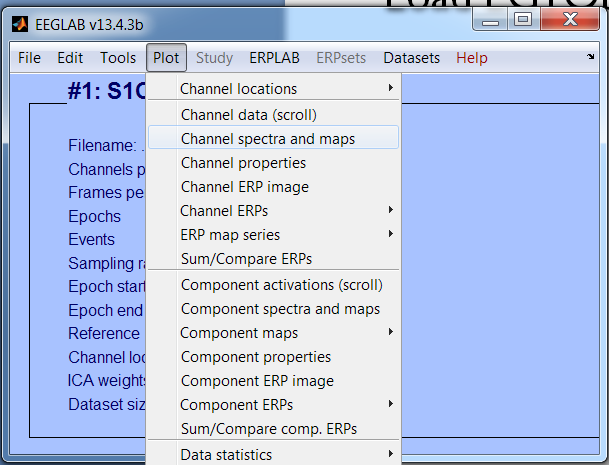 EEGLAB v13.4.3b
File Edit Tools Plot Study ERPLAB ERPsets Datasets Help
#1: S1
Channel locations
Channel data (scroll)
Filename: .
Channel spectra and maps
Channels p
Channel properties
Frames pe
Channel ERP image
Epochs
Channel ERPs
Events
ERP map series
Sampling ra
Sum/Compare ERPs
Epoch start
Component activations (scroll)
Epoch end
Component spectra and maps
Reference
Component maps
Channel loc
Component properties
ICA weights
Component ERP image
Dataset siz
Component ERPs
Sum/Compare comp. ERPs
Data statistics